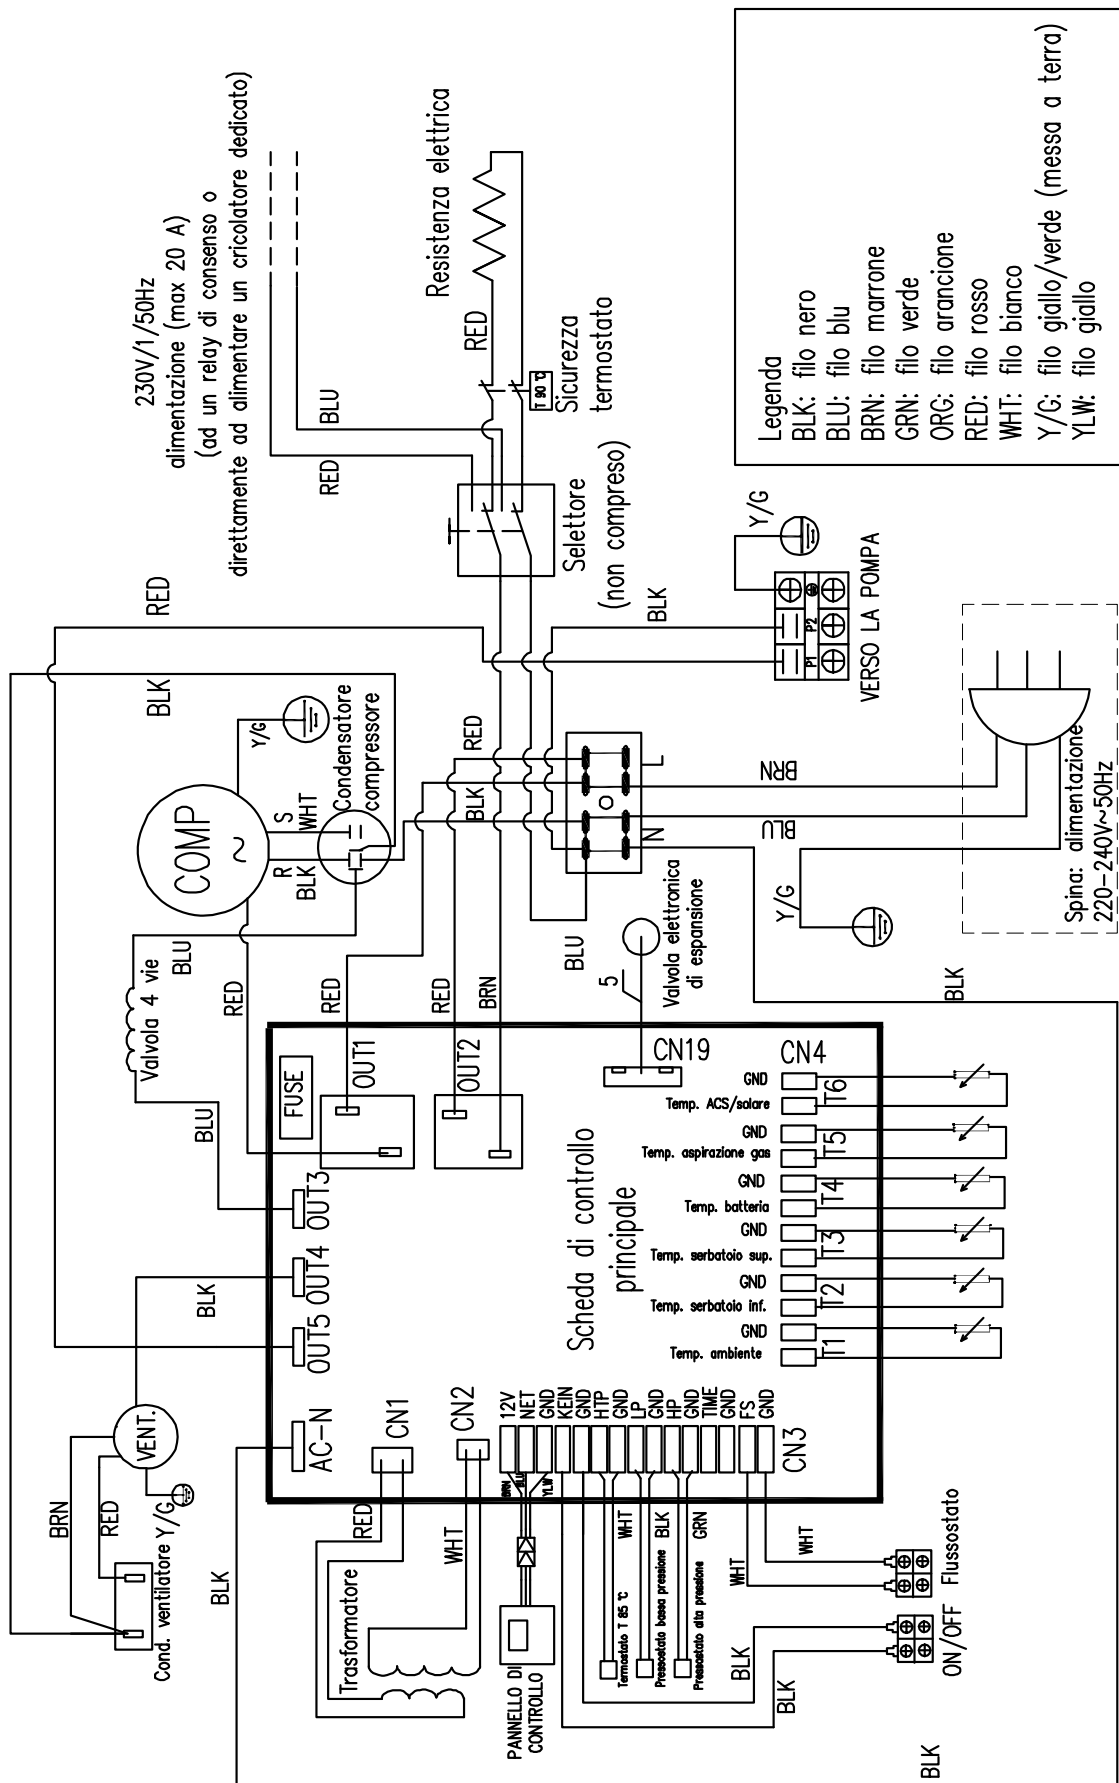 230V/1/50Hz
alimentazione (max 20 A)
(ad un relay di consenso o
direttamente ad alimentare un cricolatore dedicato)
RED
BLU
Resistenza elettrica
RED
T 90 ℃
Sicurezza
termostato
Selettore
(non compreso)
Legenda
BLK: filo nero
BLU: filo blu
BRN: filo marrone
GRN: filo verde
ORG: filo arancione
RED: filo rosso
WHT: filo bianco
Y/G: filo giallo/verde (messa a terra)
YLW: filo giallo
RED
BLK
BLK
Y/G
P1
P2
VERSO LA POMPA
COMP
~
Y/G
S
WHT
R
BLK
Condensatore
compressore
BLU
Valvola 4 vie
BLU
RED
RED
RED
BRN
BLK
RED
BLU
L
N
BRN
BLU
Y/G
Spina: alimentazione
220-240V~50Hz
5
Valvola elettronica
di espansione
BLK
FUSE
OUT1
OUT2
OUT3
OUT4
OUT5
AC-N
CN1
CN2
CN19
CN4
Scheda di controllo
principale
GND
Temp. ACS/solare
T6
GND
Temp. aspirazione gas
T5
GND
Temp. batteria
T4
GND
Temp. serbatoio sup.
T3
GND
Temp. serbatoio inf.
T2
GND
Temp. ambiente
T1
12V
NET
GND
KEIN
GND
HTP
GND
LP
GND
HP
GND
TIME
GND
FS
GND
CN3
BLK
VENT.
BRN
RED
Y/G
Cond. ventilatore
BLK
RED
WHT
Trasformatore
BRN
BLU
YLW
PANNELLO DI
CONTROLLO
WHT
Termostato T 85 ℃
BLK
Pressostato bassa pressione
GRN
Pressostato alta pressione
WHT
WHT
Flussostato
BLK
BLK
ON/OFF
BLK